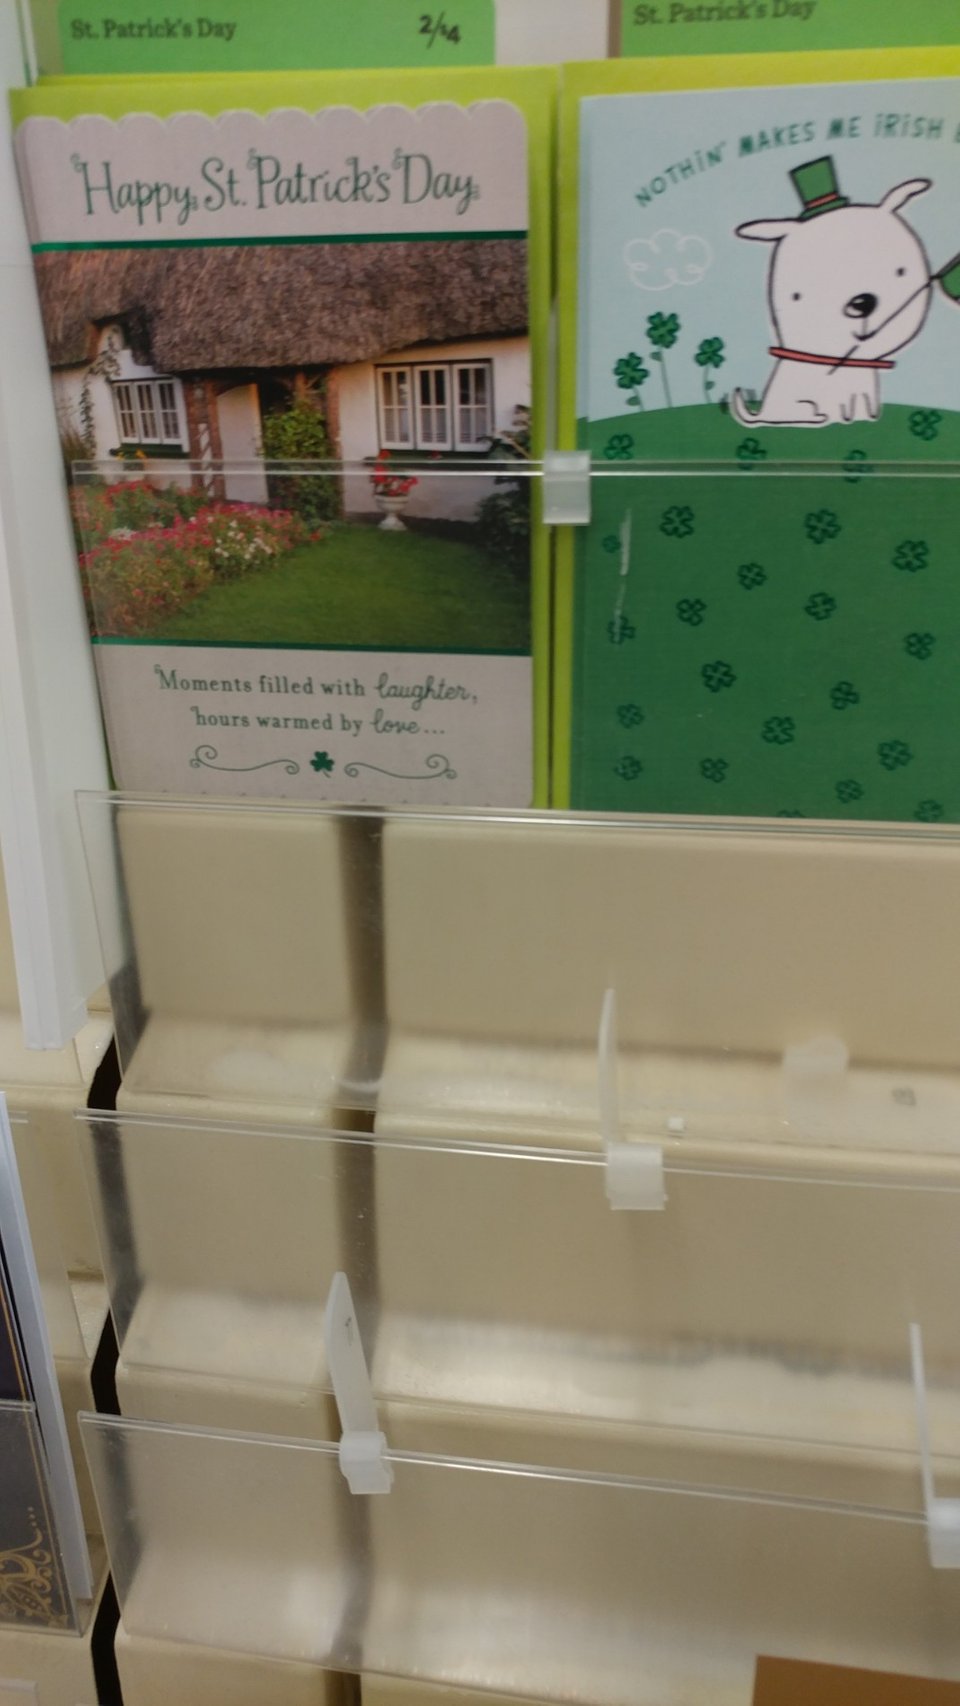 St. Patrick's Day 2/$4
St. Patrick's Day
Happy St. Patrick's Day
NOTHIN' MAKES ME IRISH
Moments filled with laughter,
hours warmed by love...